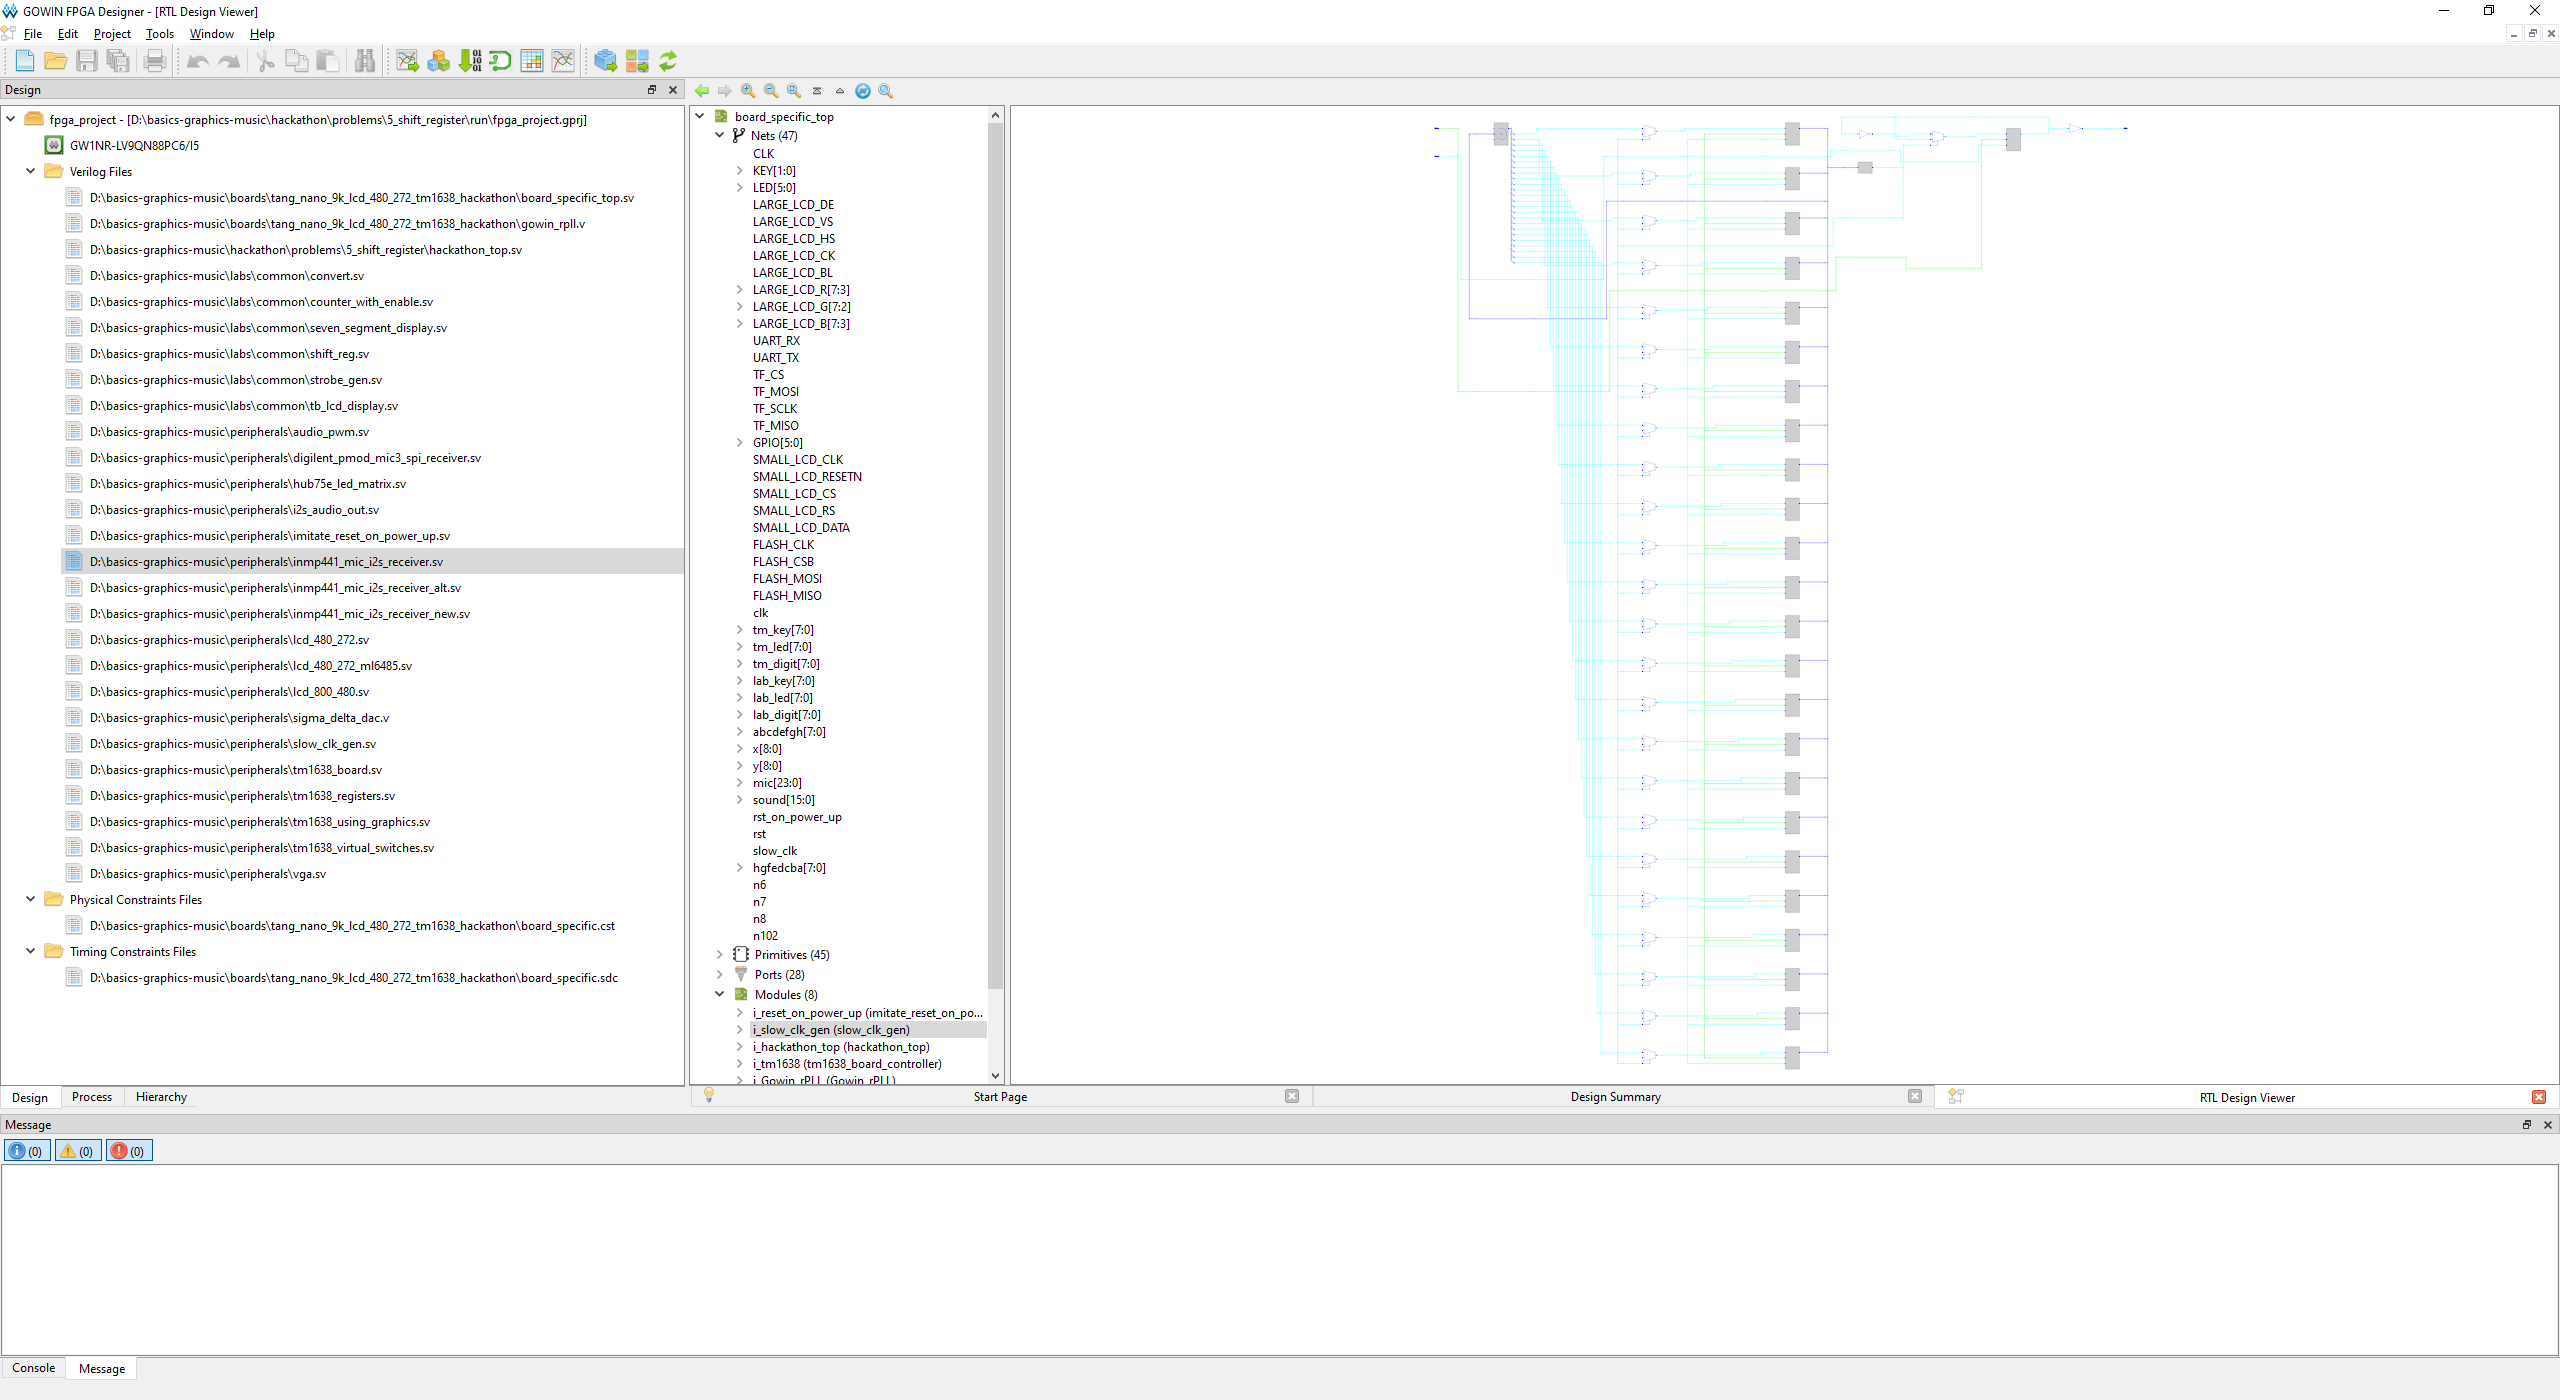 GOWIN FPGA Designer - [RTL Design Viewer]
File Edit Project Tools Window Help
Design
fpga_project - [D:\basics-graphics-music\hackathon\problems\5_shift_register\run\fpga_project.gprj]
GW1NR-LV9QN88PC6/I5
Verilog Files
D:\basics-graphics-music\boards\tang_nano_9k_lcd_480_272_tm1638_hackathon\board_specific_top.sv
D:\basics-graphics-music\boards\tang_nano_9k_lcd_480_272_tm1638_hackathon\gowin_rpll.v
D:\basics-graphics-music\hackathon\problems\5_shift_register\hackathon_top.sv
D:\basics-graphics-music\labs\common\convert.sv
D:\basics-graphics-music\labs\common\counter_with_enable.sv
D:\basics-graphics-music\labs\common\seven_segment_display.sv
D:\basics-graphics-music\labs\common\shift_reg.sv
D:\basics-graphics-music\labs\common\strobe_gen.sv
D:\basics-graphics-music\labs\common\tb_lcd_display.sv
D:\basics-graphics-music\peripherals\audio_pwm.sv
D:\basics-graphics-music\peripherals\digilent_pmod_mic3_spi_receiver.sv
D:\basics-graphics-music\peripherals\hub75e_led_matrix.sv
D:\basics-graphics-music\peripherals\i2s_audio_out.sv
D:\basics-graphics-music\peripherals\imitate_reset_on_power_up.sv
D:\basics-graphics-music\peripherals\inmp441_mic_i2s_receiver.sv
D:\basics-graphics-music\peripherals\inmp441_mic_i2s_receiver_alt.sv
D:\basics-graphics-music\peripherals\inmp441_mic_i2s_receiver_new.sv
D:\basics-graphics-music\peripherals\lcd_480_272.sv
D:\basics-graphics-music\peripherals\lcd_480_272_ml6485.sv
D:\basics-graphics-music\peripherals\lcd_800_480.sv
D:\basics-graphics-music\peripherals\sigma_delta_dac.v
D:\basics-graphics-music\peripherals\slow_clk_gen.sv
D:\basics-graphics-music\peripherals\tm1638_board.sv
D:\basics-graphics-music\peripherals\tm1638_registers.sv
D:\basics-graphics-music\peripherals\tm1638_using_graphics.sv
D:\basics-graphics-music\peripherals\tm1638_virtual_switches.sv
D:\basics-graphics-music\peripherals\vga.sv
Physical Constraints Files
D:\basics-graphics-music\boards\tang_nano_9k_lcd_480_272_tm1638_hackathon\board_specific.cst
Timing Constraints Files
D:\basics-graphics-music\boards\tang_nano_9k_lcd_480_272_tm1638_hackathon\board_specific.sdc
Design Process Hierarchy
board_specific_top
Nets (47)
CLK
KEY[1:0]
LED[5:0]
LARGE_LCD_DE
LARGE_LCD_VS
LARGE_LCD_HS
LARGE_LCD_CK
LARGE_LCD_BL
LARGE_LCD_R[7:3]
LARGE_LCD_G[7:2]
LARGE_LCD_B[7:3]
UART_RX
UART_TX
TF_CS
TF_MOSI
TF_SCLK
TF_MISO
GPIO[5:0]
SMALL_LCD_CLK
SMALL_LCD_RESETN
SMALL_LCD_CS
SMALL_LCD_RS
SMALL_LCD_DATA
FLASH_CLK
FLASH_CSB
FLASH_MOSI
FLASH_MISO
clk
tm_key[7:0]
tm_led[7:0]
tm_digit[7:0]
lab_key[7:0]
lab_led[7:0]
lab_digit[7:0]
abcdefgh[7:0]
x[8:0]
y[8:0]
mic[23:0]
sound[15:0]
rst_on_power_up
rst
slow_clk
hgfedcba[7:0]
n6
n7
n8
n102
Primitives (45)
Ports (28)
Modules (8)
i_reset_on_power_up (imitate_reset_on_po...
i_slow_clk_gen (slow_clk_gen)
i_hackathon_top (hackathon_top)
i_tm1638 (tm1638_board_controller)
i_Gowin_rPLL (Gowin_rPLL)
Start Page
Design Summary
RTL Design Viewer
Message
(0) (0) (0)
Console Message